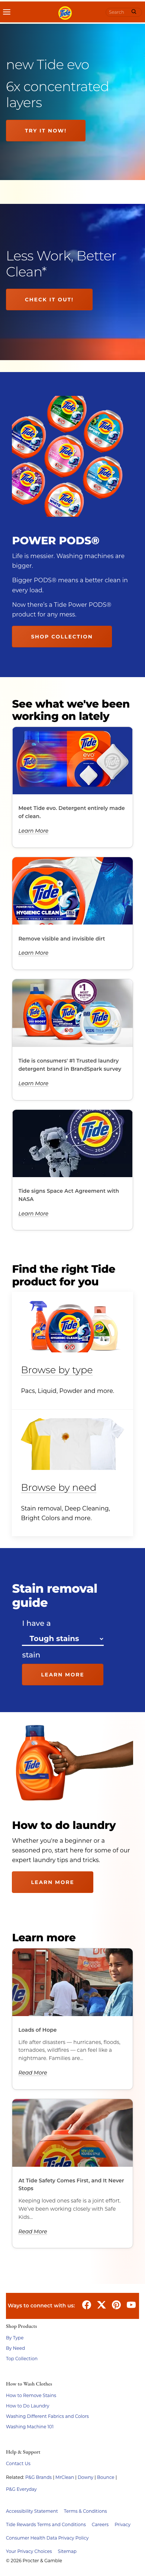 Tide
Search
new Tide evo
6x concentrated
layers
TRY IT NOW!
Less Work, Better
Clean*
CHECK IT OUT!
POWER PODS®
Life is messier. Washing machines are
bigger.
Bigger PODS® means a better clean in
every load.
Now there's a Tide Power PODS®
product for any mess.
SHOP COLLECTION
See what we've been
working on lately
Meet Tide evo. Detergent entirely made
of clean.
Learn More
Tide
HYGIENIC CLEAN
Remove visible and invisible dirt
Learn More
Tide is consumers' #1 Trusted laundry
detergent brand in BrandSpark survey
Learn More
Tide signs Space Act Agreement with
NASA
Learn More
Find the right Tide
product for you
Browse by type
Pacs, Liquid, Powder and more.
Browse by need
Stain removal, Deep Cleaning,
Bright Colors and more.
Stain removal
guide
I have a
Tough stains
stain
LEARN MORE
Tide
How to do laundry
Whether you're a beginner or a
seasoned pro, start here for some of our
expert laundry tips and tricks.
LEARN MORE
Learn more
Loads of Hope
Life after disasters — hurricanes, floods,
tornadoes, wildfires — can feel like a
nightmare. Families are...
Read More
At Tide Safety Comes First, and It Never
Stops
Keeping loved ones safe is a joint effort.
We've been working closely with Safe
Kids...
Read More
Ways to connect with us:
Shop Products
By Type
By Need
Top Collection
How to Wash Clothes
How to Remove Stains
How to Do Laundry
Washing Different Fabrics and Colors
Washing Machine 101
Help & Support
Contact Us
Related: P&G Brands | MrClean | Downy | Bounce |
P&G Everyday
Accessibility Statement Terms & Conditions
Tide Rewards Terms and Conditions Careers Privacy
Consumer Health Data Privacy Policy
Your Privacy Choices Sitemap
© 2026 Procter & Gamble